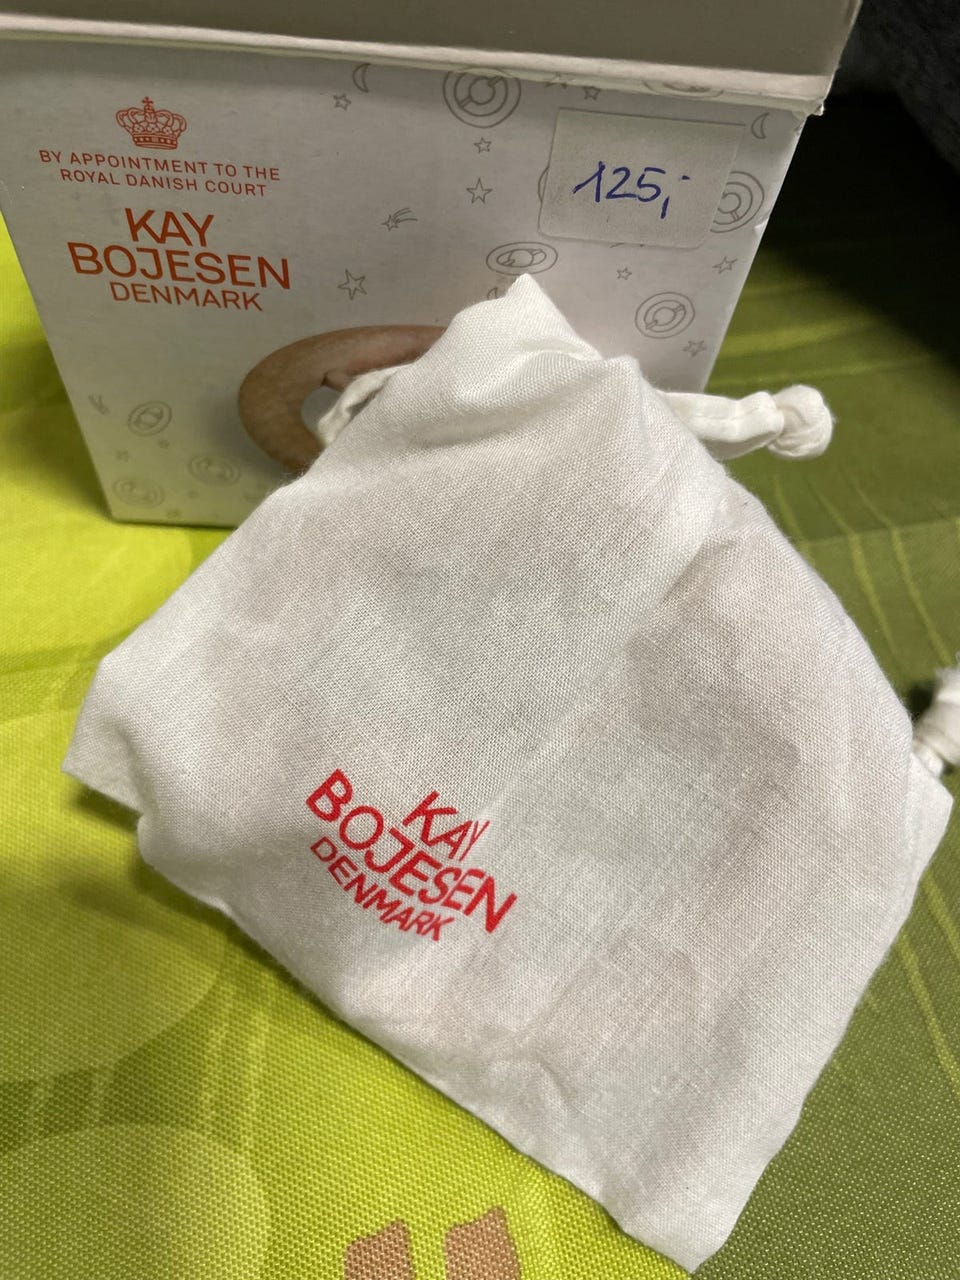 BY APPOINTMENT TO THE
ROYAL DANISH COURT
KAY
BOJESEN
DENMARK
125,-
KAY
BOJESEN
DENMARK